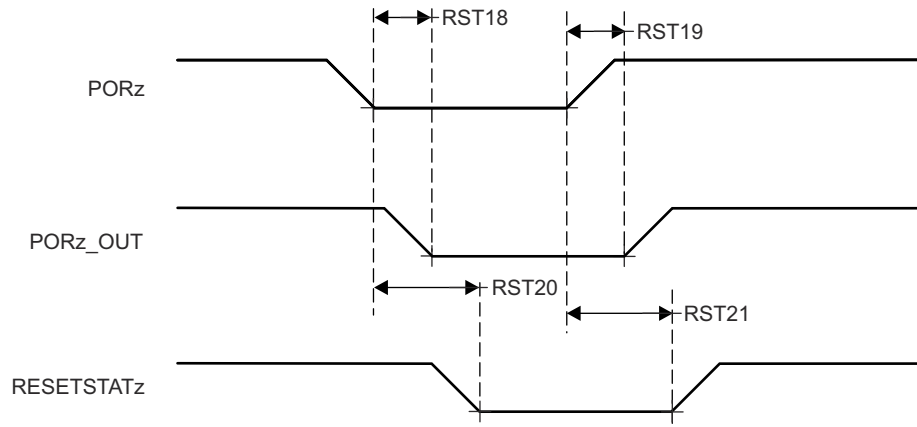 RST18
RST19
PORz
PORz_OUT
RST20
RST21
RESETSTATz